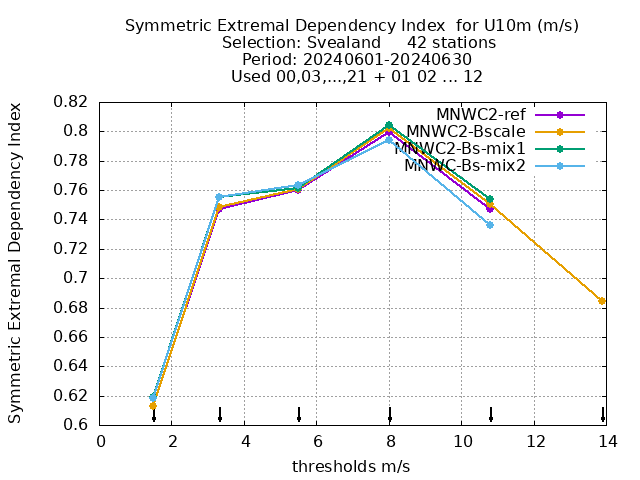 Symmetric Extremal Dependency Index  for U10m (m/s)
Selection: Svealand     42 stations
Period: 20240601-20240630
Used 00,03,...,21 + 01 02 ... 12
Symmetric Extremal Dependency Index
0.82
0.8
0.78
0.76
0.74
0.72
0.7
0.68
0.66
0.64
0.62
0.6
MNWC2-ref
MNWC2-Bscale
MNWC2-Bs-mix1
MNWC-Bs-mix2
0 2 4 6 8 10 12 14
thresholds m/s